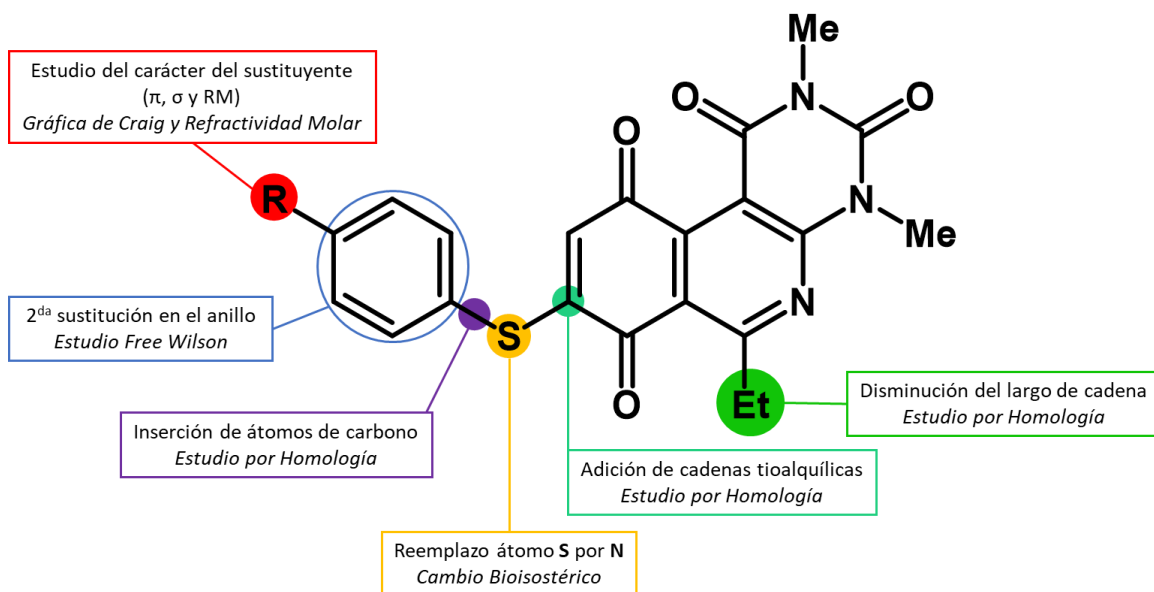 Estudio del carácter del sustituyente
(π, σ y RM)
Gráfica de Craig y Refractividad Molar
Me
O
N
O
O
N
Me
R
N
S
O
Et
2da sustitución en el anillo
Estudio Free Wilson
Inserción de átomos de carbono
Estudio por Homología
Disminución del largo de cadena
Estudio por Homología
Adición de cadenas tioalquílicas
Estudio por Homología
Reemplazo átomo S por N
Cambio Bioisostérico